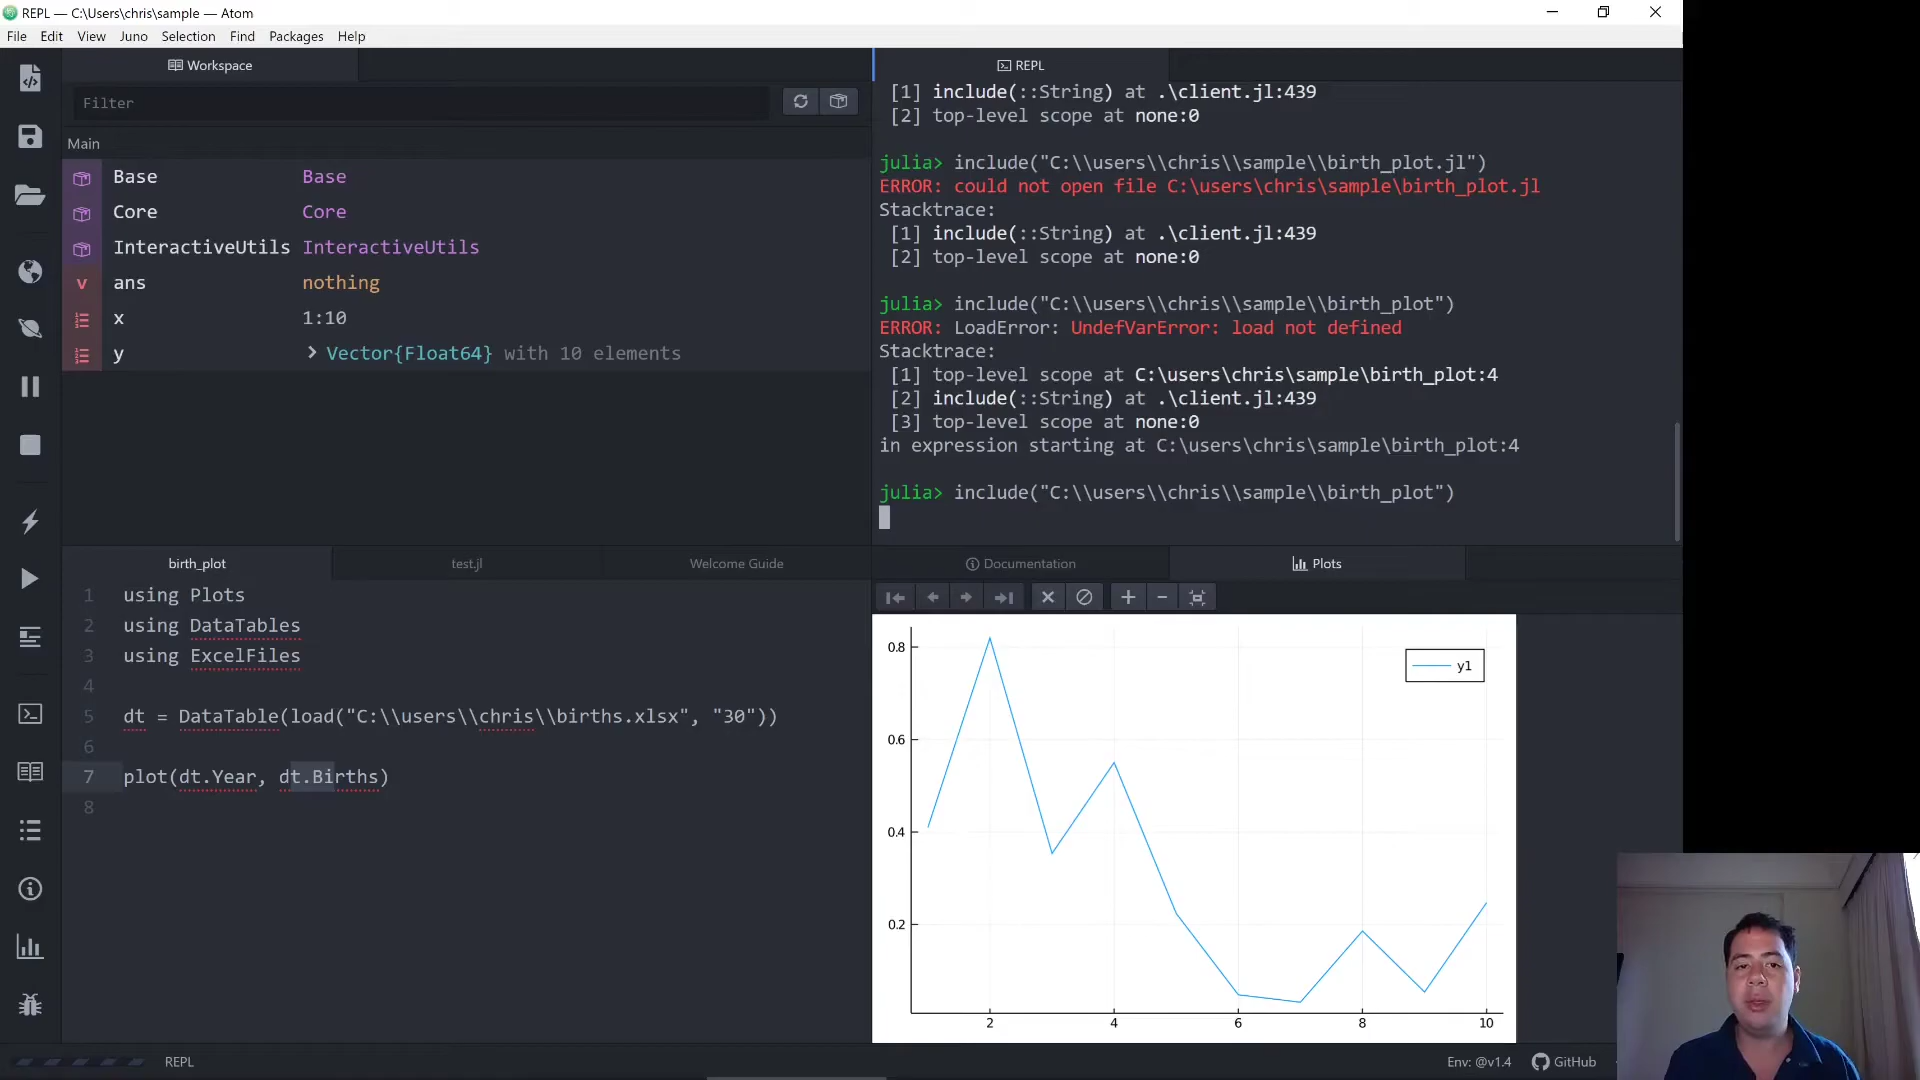 REPL — C:\Users\chris\sample — Atom
File Edit View Juno Selection Find Packages Help
Workspace
Filter
Main
Base Base
Core Core
InteractiveUtils InteractiveUtils
v ans nothing
x 1:10
y > Vector{Float64} with 10 elements
REPL
[1] include(::String) at .\client.jl:439
[2] top-level scope at none:0
julia> include("C:\\users\\chris\\sample\\birth_plot.jl")
ERROR: could not open file C:\users\chris\sample\birth_plot.jl
Stacktrace:
[1] include(::String) at .\client.jl:439
[2] top-level scope at none:0
julia> include("C:\\users\\chris\\sample\\birth_plot")
ERROR: LoadError: UndefVarError: load not defined
Stacktrace:
[1] top-level scope at C:\users\chris\sample\birth_plot:4
[2] include(::String) at .\client.jl:439
[3] top-level scope at none:0
in expression starting at C:\users\chris\sample\birth_plot:4
julia> include("C:\\users\\chris\\sample\\birth_plot")
birth_plot test.jl Welcome Guide
1 using Plots
2 using DataTables
3 using ExcelFiles
4
5 dt = DataTable(load("C:\\users\\chris\\births.xlsx", "30"))
6
7 plot(dt.Year, dt.Births)
8
Documentation Plots
y1
0.8
0.6
0.4
0.2
2 4 6 8 10
REPL
Env: @v1.4 GitHub